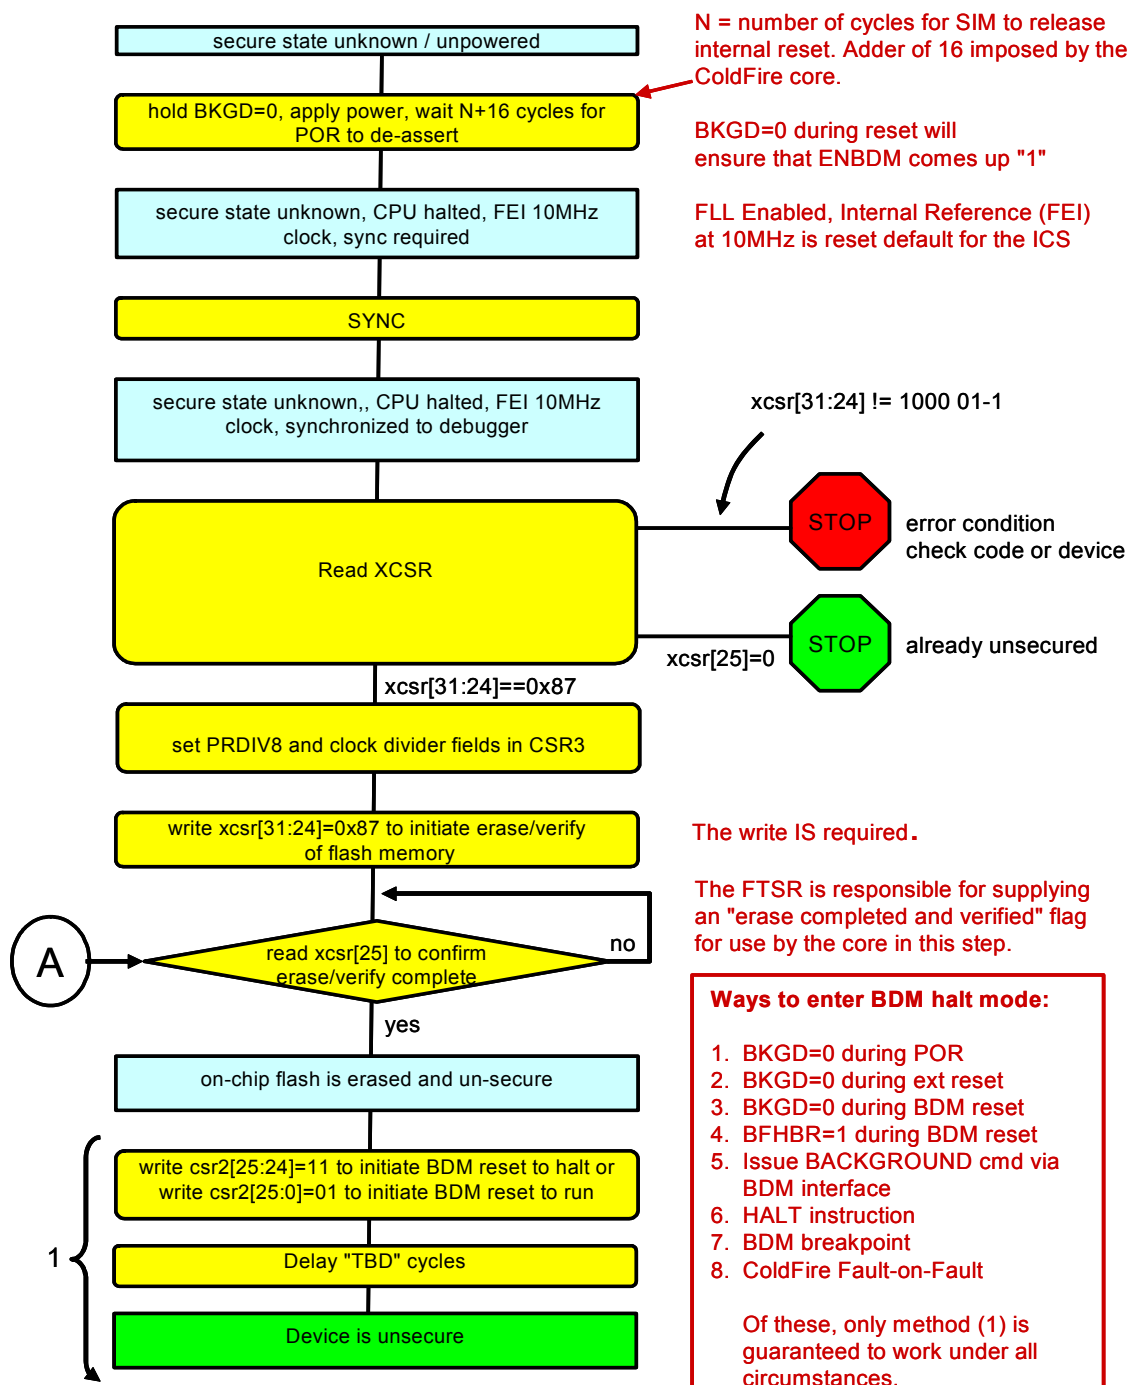 secure state unknown / unpowered
N = number of cycles for SIM to release
internal reset. Adder of 16 imposed by the
ColdFire core.
hold BKGD=0, apply power, wait N+16 cycles for
POR to de-assert
BKGD=0 during reset will
ensure that ENBDM comes up "1"
secure state unknown, CPU halted, FEI 10MHz
clock, sync required
FLL Enabled, Internal Reference (FEI)
at 10MHz is reset default for the ICS
SYNC
secure state unknown,, CPU halted, FEI 10MHz
clock, synchronized to debugger
xcsr[31:24] != 1000 01-1
Read XCSR
STOP
error condition
check code or device
STOP
already unsecured
xcsr[25]=0
xcsr[31:24]==0x87
set PRDIV8 and clock divider fields in CSR3
write xcsr[31:24]=0x87 to initiate erase/verify
of flash memory
The write IS required.
The FTSR is responsible for supplying
an "erase completed and verified" flag
for use by the core in this step.
A
read xcsr[25] to confirm
erase/verify complete
no
yes
on-chip flash is erased and un-secure
1
write csr2[25:24]=11 to initiate BDM reset to halt or
write csr2[25:0]=01 to initiate BDM reset to run
Delay "TBD" cycles
Device is unsecure
Ways to enter BDM halt mode:
1. BKGD=0 during POR
2. BKGD=0 during ext reset
3. BKGD=0 during BDM reset
4. BFHBR=1 during BDM reset
5. Issue BACKGROUND cmd via
BDM interface
6. HALT instruction
7. BDM breakpoint
8. ColdFire Fault-on-Fault
Of these, only method (1) is
guaranteed to work under all
circumstances.